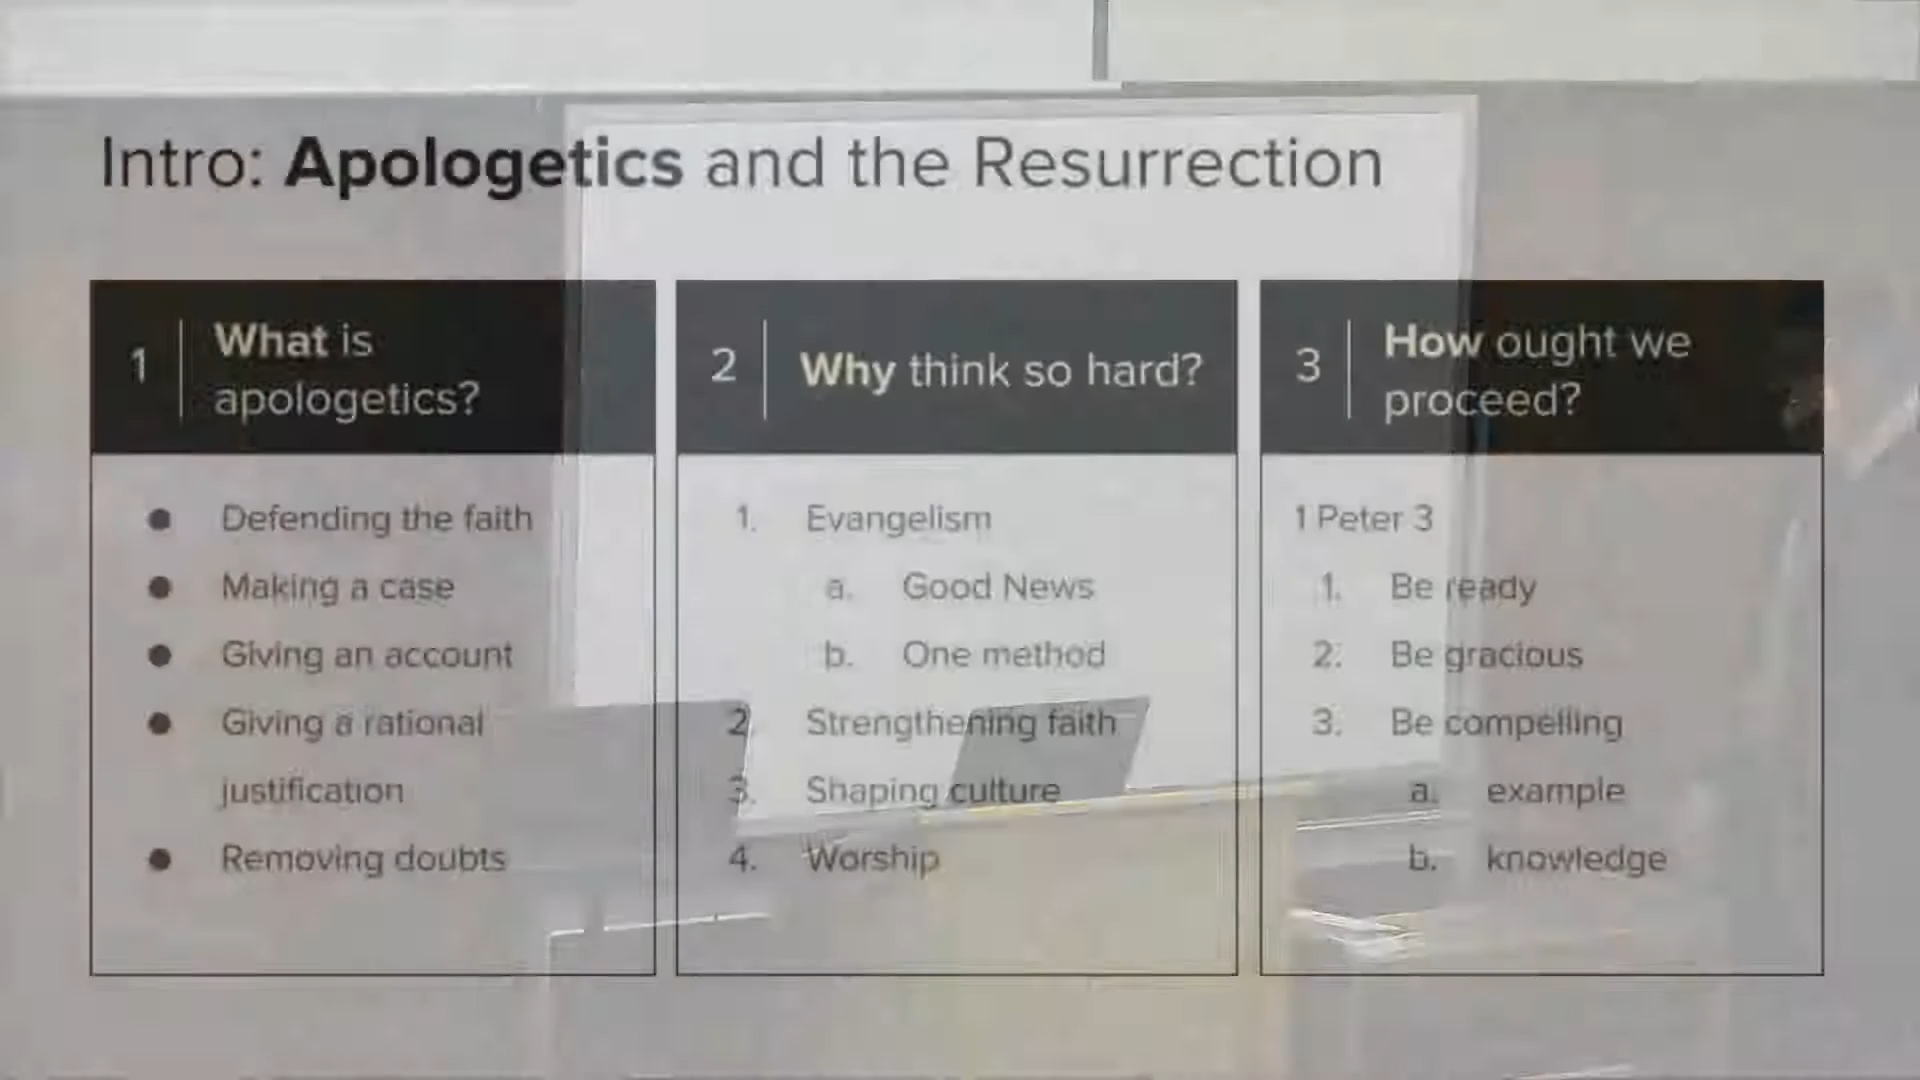 Intro: Apologetics and the Resurrection
1
What is
apologetics?
● Defending the faith
● Making a case
● Giving an account
● Giving a rational
justification
● Removing doubts
2
Why think so hard?
1. Evangelism
a. Good News
b. One method
2. Strengthening faith
3. Shaping culture
4. Worship
3
How ought we
proceed?
1 Peter 3
1. Be ready
2. Be gracious
3. Be compelling
a. example
b. knowledge